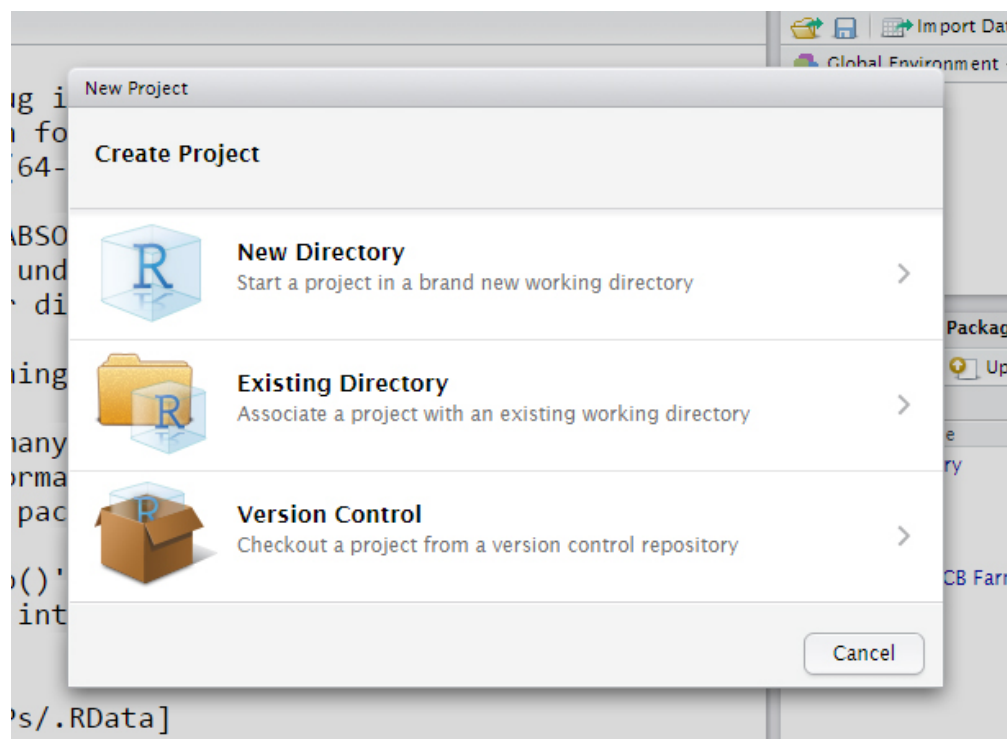 Import Dat
Global Environment
New Project
Create Project
New Directory
Start a project in a brand new working directory
Existing Directory
Associate a project with an existing working directory
Version Control
Checkout a project from a version control repository
Cancel
ug i
n fo
(64-
ABSO
und
r di
ning
many
orma
pac
o()'
int
Ps/.RData]
Packag
Up
e
ry
CB Farr
R
R
R